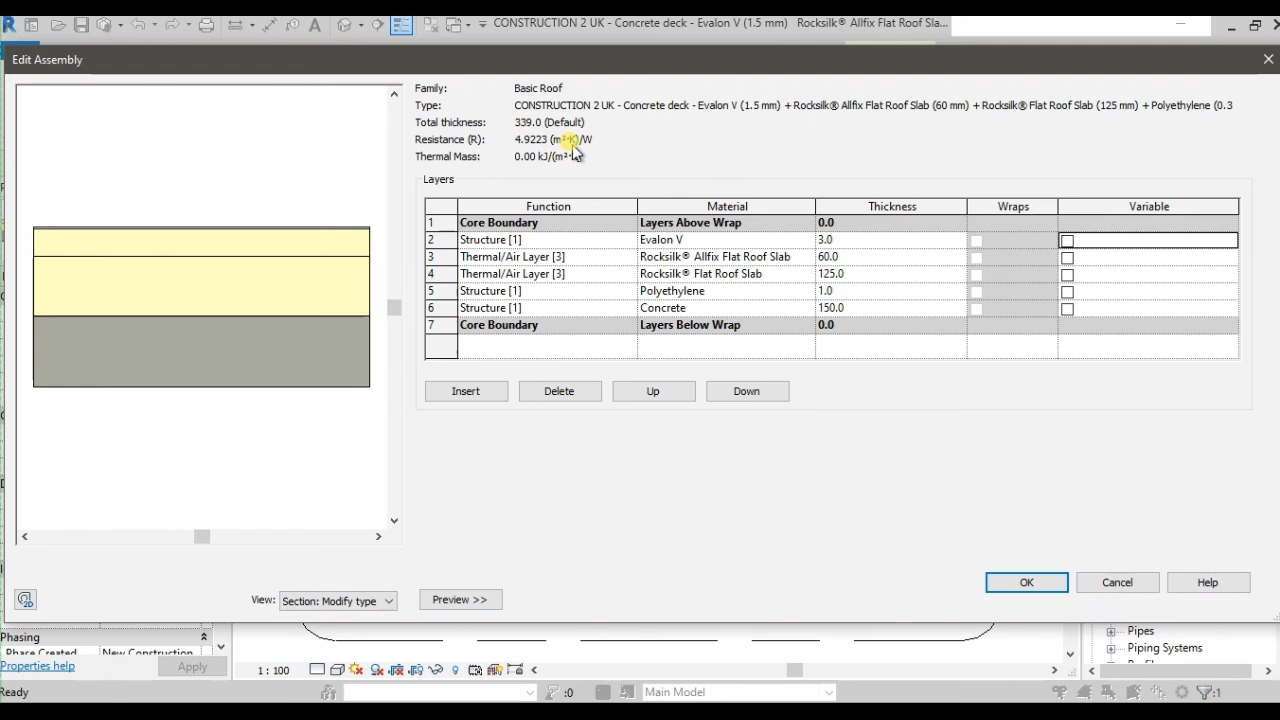 CONSTRUCTION 2 UK - Concrete deck - Evalon V (1.5 mm) Rocksilk® Allfix Flat Roof Sla...
Edit Assembly
Family: Basic Roof
Type: CONSTRUCTION 2 UK - Concrete deck - Evalon V (1.5 mm) + Rocksilk® Allfix Flat Roof Slab (60 mm) + Rocksilk® Flat Roof Slab (125 mm) + Polyethylene (0.3
Total thickness: 339.0 (Default)
Resistance (R): 4.9223 (m²·K)/W
Thermal Mass: 0.00 kJ/(m²·
Layers
Function Material Thickness Wraps Variable
1 Core Boundary Layers Above Wrap 0.0
2 Structure [1] Evalon V 3.0
3 Thermal/Air Layer [3] Rocksilk® Allfix Flat Roof Slab 60.0
4 Thermal/Air Layer [3] Rocksilk® Flat Roof Slab 125.0
5 Structure [1] Polyethylene 1.0
6 Structure [1] Concrete 150.0
7 Core Boundary Layers Below Wrap 0.0
Insert Delete Up Down
OK Cancel Help
View: Section: Modify type Preview >>
Phasing
Phase Created New Construction
Properties help Apply
1 : 100
Pipes
Piping Systems
Ready
:0
Main Model
:1